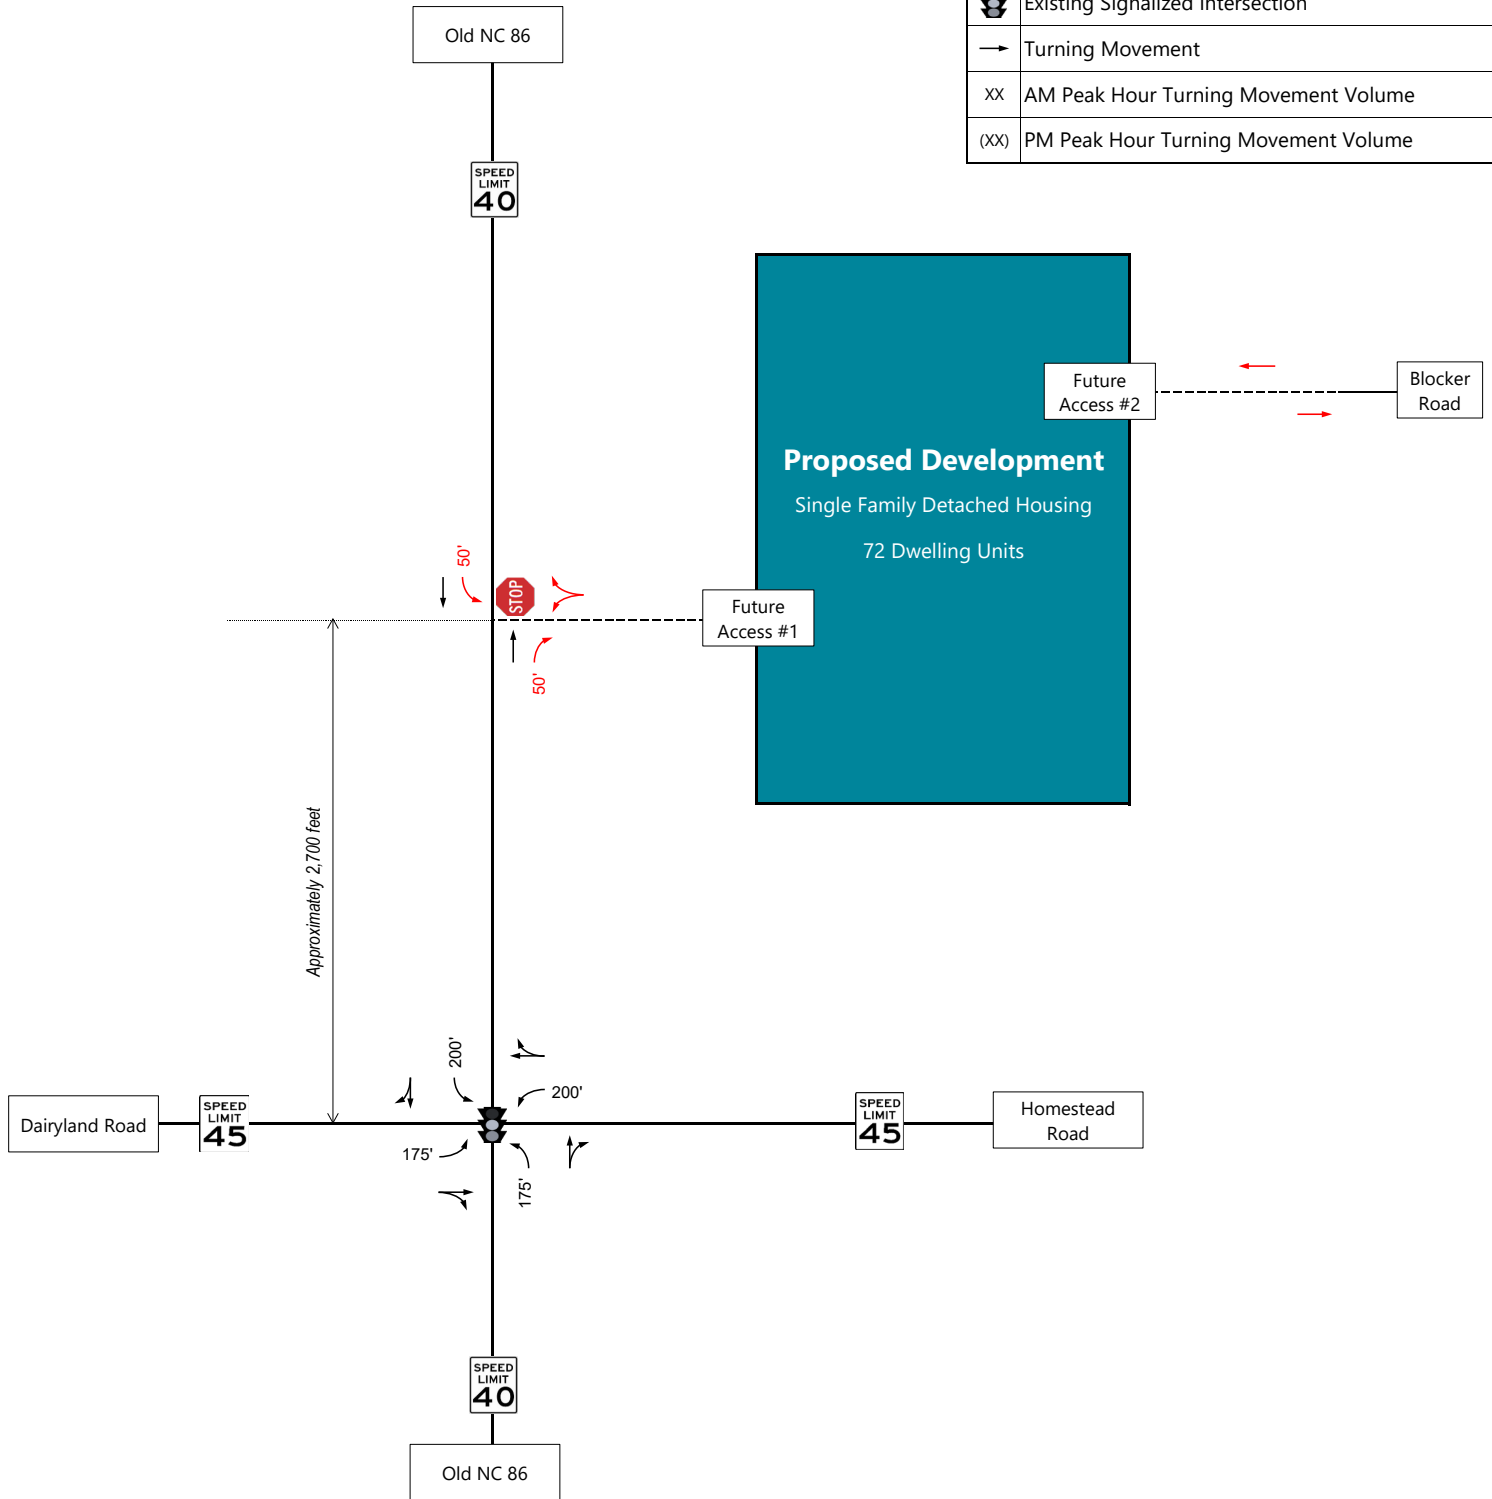 Old NC 86
Existing Signalized Intersection
Turning Movement
XX
AM Peak Hour Turning Movement Volume
(XX)
PM Peak Hour Turning Movement Volume
SPEED
LIMIT
40
Future
Access #2
Blocker
Road
Proposed Development
Single Family Detached Housing
72 Dwelling Units
50'
STOP
Future
Access #1
50'
Approximately 2,700 feet
200'
200'
Dairyland Road
SPEED
LIMIT
45
SPEED
LIMIT
45
Homestead
Road
175'
175'
SPEED
LIMIT
40
Old NC 86